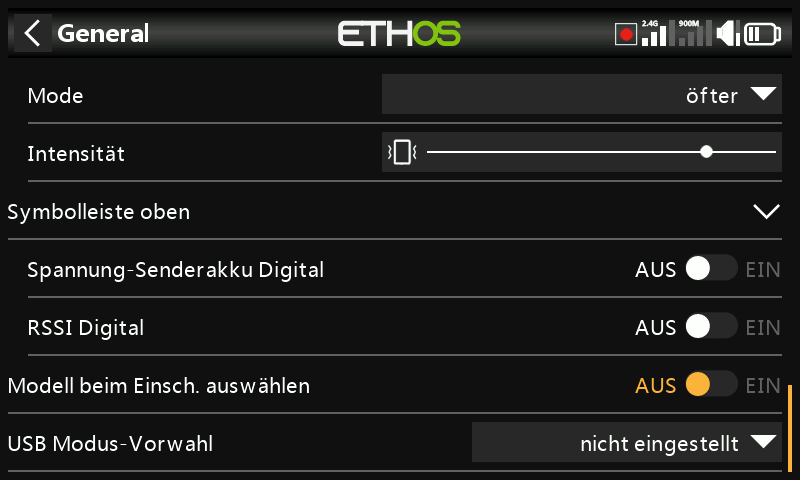 General
ETHOS
2.4G
900M
Mode
öfter
Intensität
Symbolleiste oben
Spannung-Senderakku Digital
AUS EIN
RSSI Digital
AUS EIN
Modell beim Einsch. auswählen
AUS EIN
USB Modus-Vorwahl
nicht eingestellt